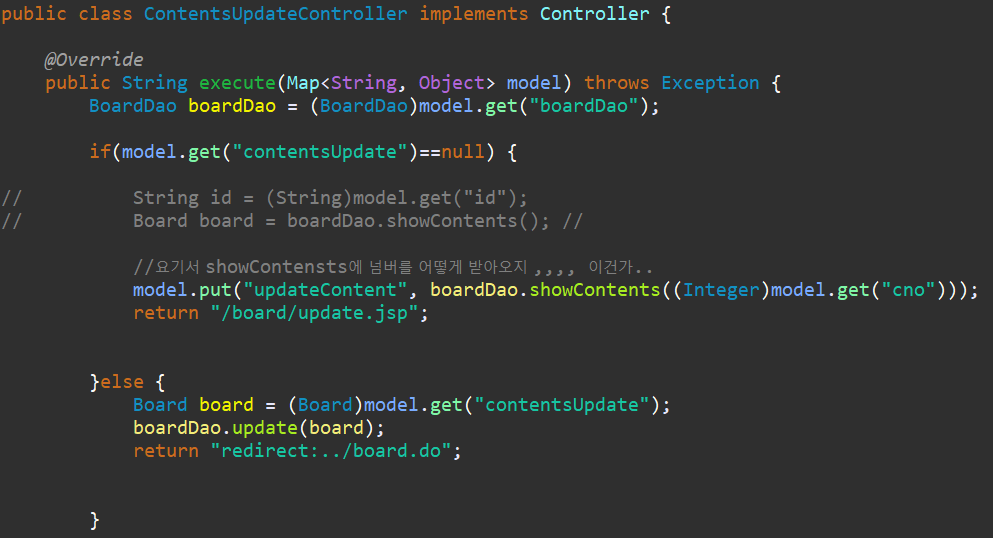 public class ContentsUpdateController implements Controller {
@Override
public String execute(Map<String, Object> model) throws Exception {
BoardDao boardDao = (BoardDao)model.get("boardDao");
if(model.get("contentsUpdate")==null) {
// String id = (String)model.get("id");
// Board board = boardDao.showContents(); //
//요기서 showContensts에 넘버를 어떻게 받아오지 ,,,, 이건가..
model.put("updateContent", boardDao.showContents((Integer)model.get("cno")));
return "/board/update.jsp";
}else {
Board board = (Board)model.get("contentsUpdate");
boardDao.update(board);
return "redirect:../board.do";
}